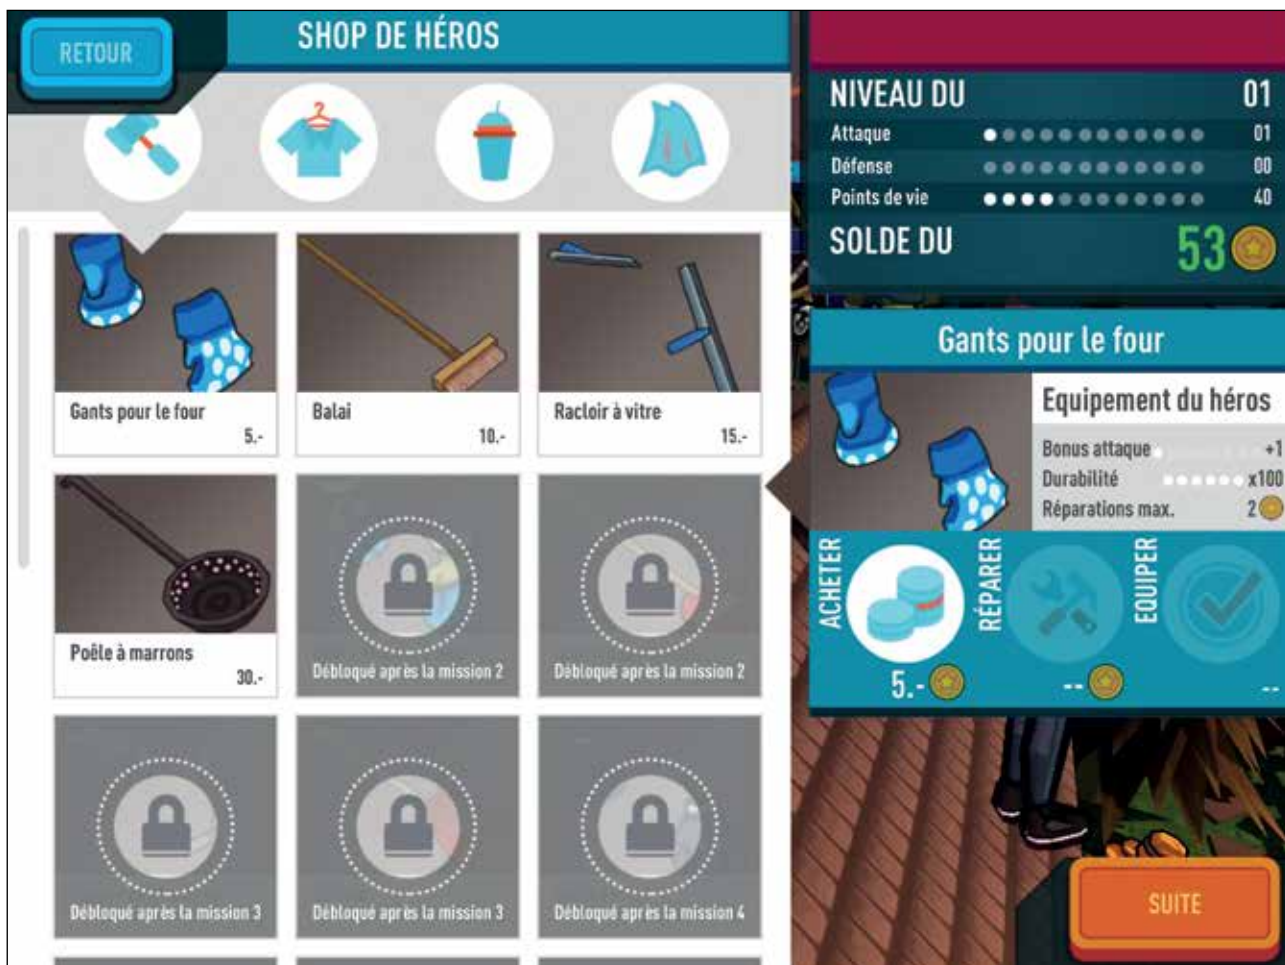 RETOUR
SHOP DE HÉROS
Gants pour le four
5.-
Balai
10.-
Racloir à vitre
15.-
Poêle à marrons
30.-
Débloqué après la mission 2
Débloqué après la mission 2
Débloqué après la mission 3
Débloqué après la mission 3
Débloqué après la mission 4
NIVEAU DU 01
Attaque 01
Défense 00
Points de vie 40
SOLDE DU 53
Gants pour le four
Equipement du héros
Bonus attaque +1
Durabilité x100
Réparations max. 2
ACHETER
5.-
RÉPARER
--
EQUIPER
--
SUITE